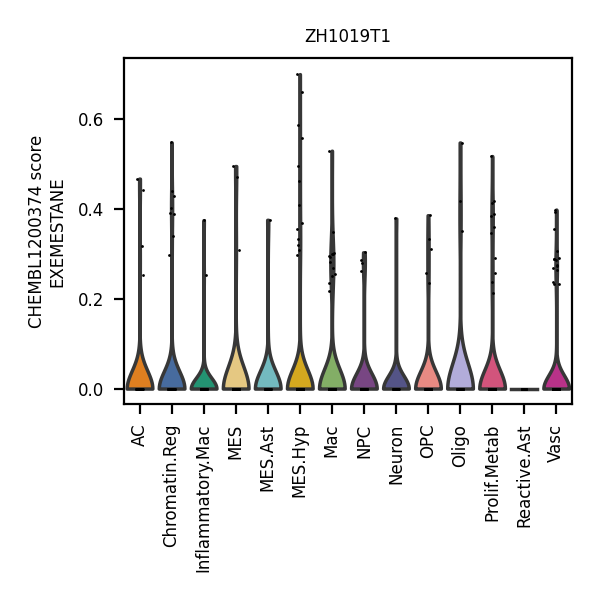 ZH1019T1
CHEMBL1200374 score
EXEMESTANE
0.6
0.4
0.2
0.0
AC
Chromatin.Reg
Inflammatory.Mac
MES
MES.Ast
MES.Hyp
Mac
NPC
Neuron
OPC
Oligo
Prolif.Metab
Reactive.Ast
Vasc